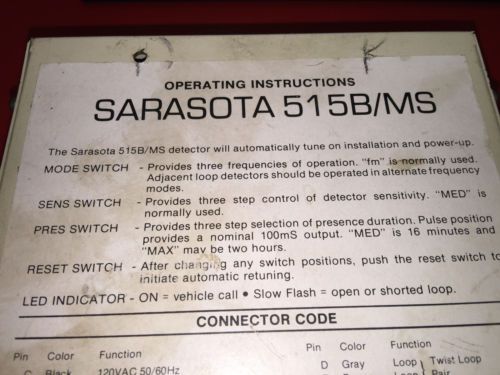 OPERATING INSTRUCTIONS
SARASOTA 515B/MS
The Sarasota 515B/MS detector will automatically tune on installation and power-up.
MODE SWITCH - Provides three frequencies of operation. "fm" is normally used.
Adjacent loop detectors should be operated in alternate frequency
modes.
SENS SWITCH - Provides three step control of detector sensitivity. "MED" is
normally used.
PRES SWITCH - Provides three step selection of presence duration. Pulse position
provides a nominal 100mS output. "MED" is 16 minutes and
"MAX" may be two hours.
RESET SWITCH - After changing any switch positions, push the reset switch to
initiate automatic retuning.
LED INDICATOR - ON = vehicle call • Slow Flash = open or shorted loop.
CONNECTOR CODE
Pin Color Function Pin Color Function
C Black 120VAC 50/60Hz D Gray Loop Twist Loop
Loop Pair